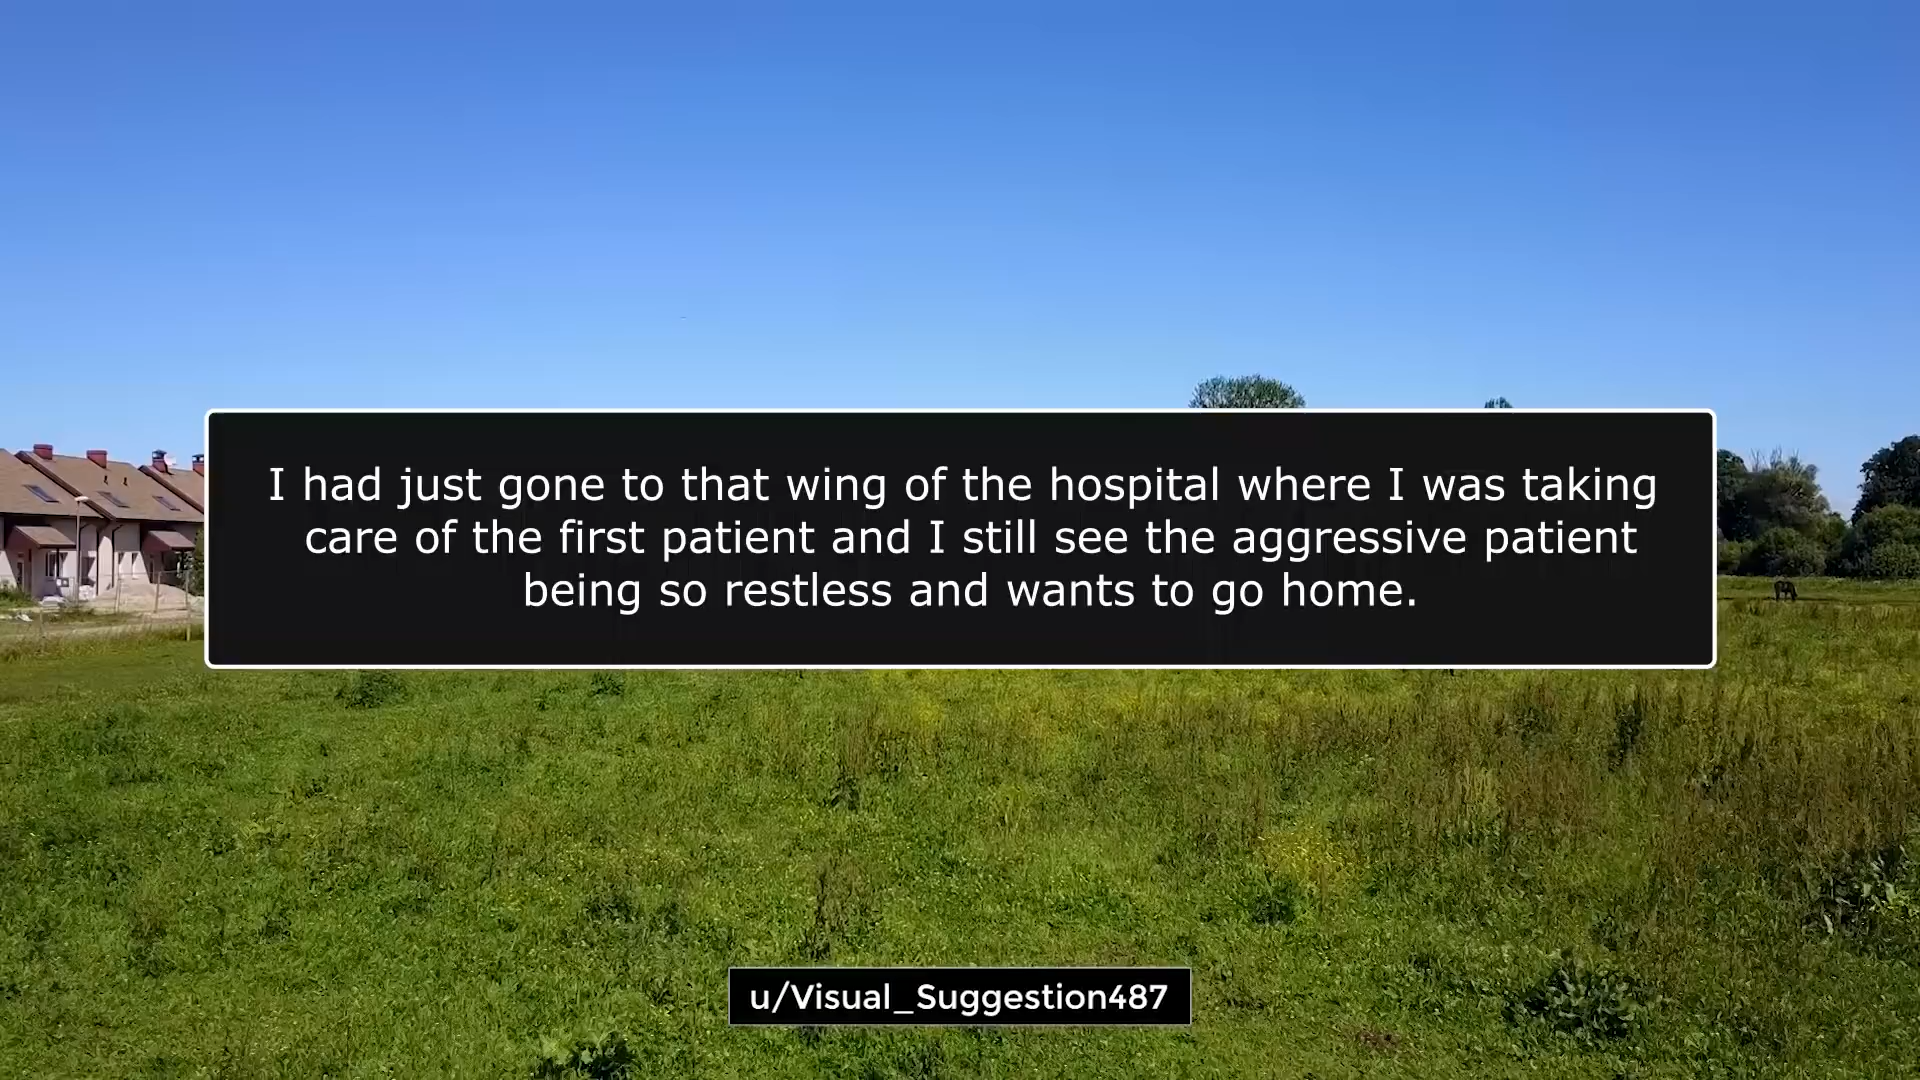 I had just gone to that wing of the hospital where I was taking
care of the first patient and I still see the aggressive patient
being so restless and wants to go home.
u/Visual_Suggestion487